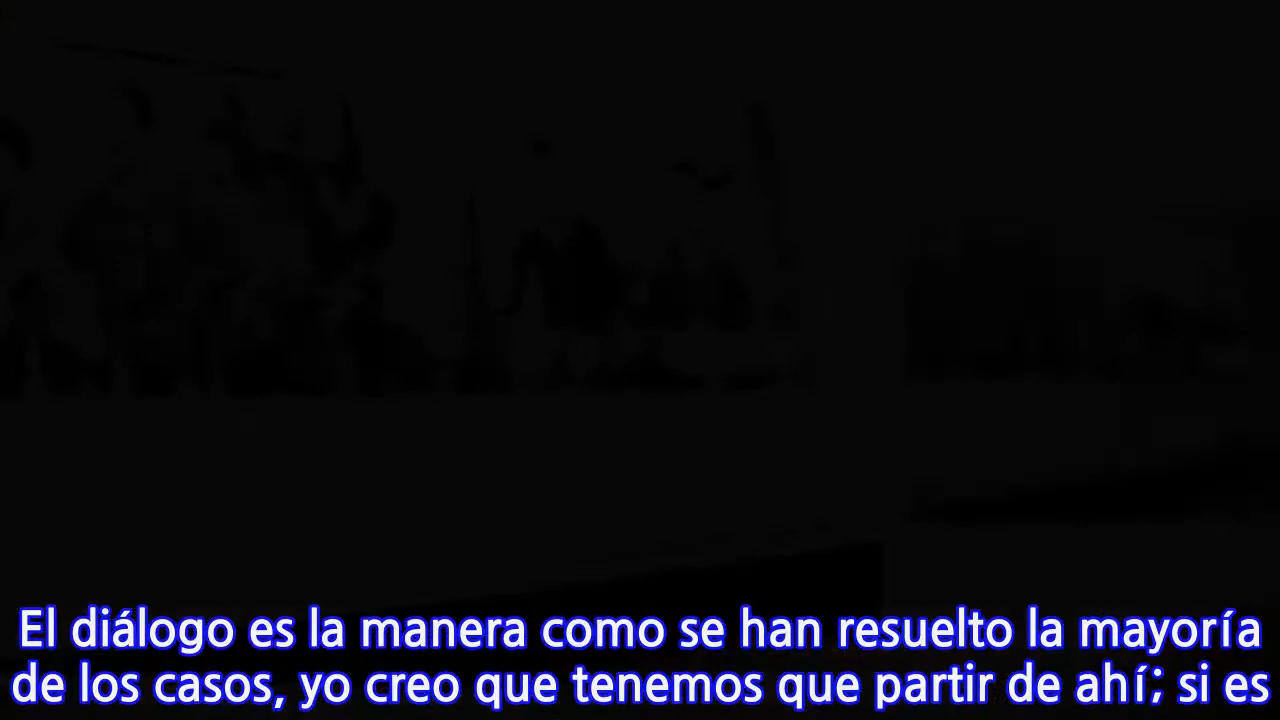 El diálogo es la manera como se han resuelto la mayoría
de los casos, yo creo que tenemos que partir de ahí; si es